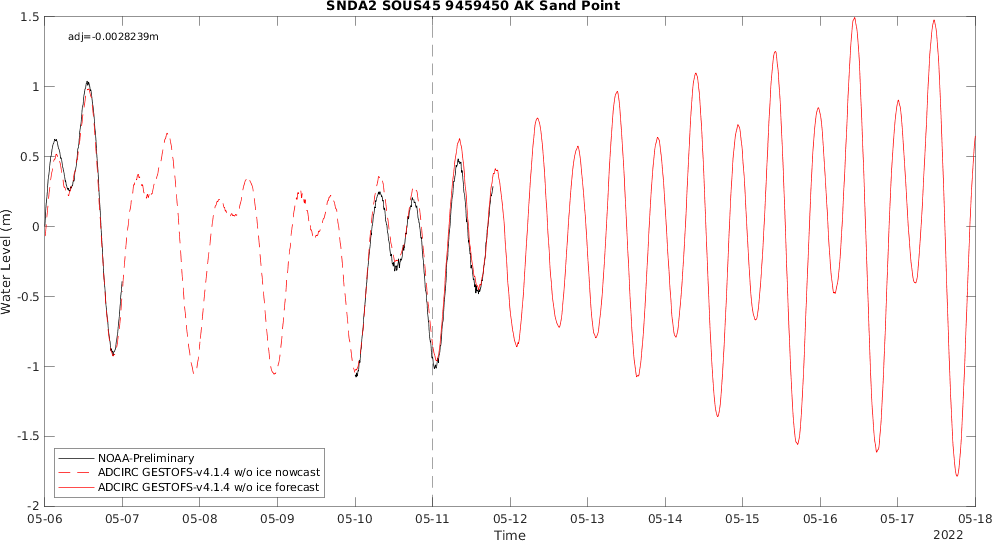 SNDA2 SOUS45 9459450 AK Sand Point
adj=-0.0028239m
1.5
1
0.5
0
-0.5
-1
-1.5
-2
Water Level (m)
NOAA-Preliminary
ADCIRC GESTOFS-v4.1.4 w/o ice nowcast
ADCIRC GESTOFS-v4.1.4 w/o ice forecast
05-06 05-07 05-08 05-09 05-10 05-11 05-12 05-13 05-14 05-15 05-16 05-17 05-18
Time
2022